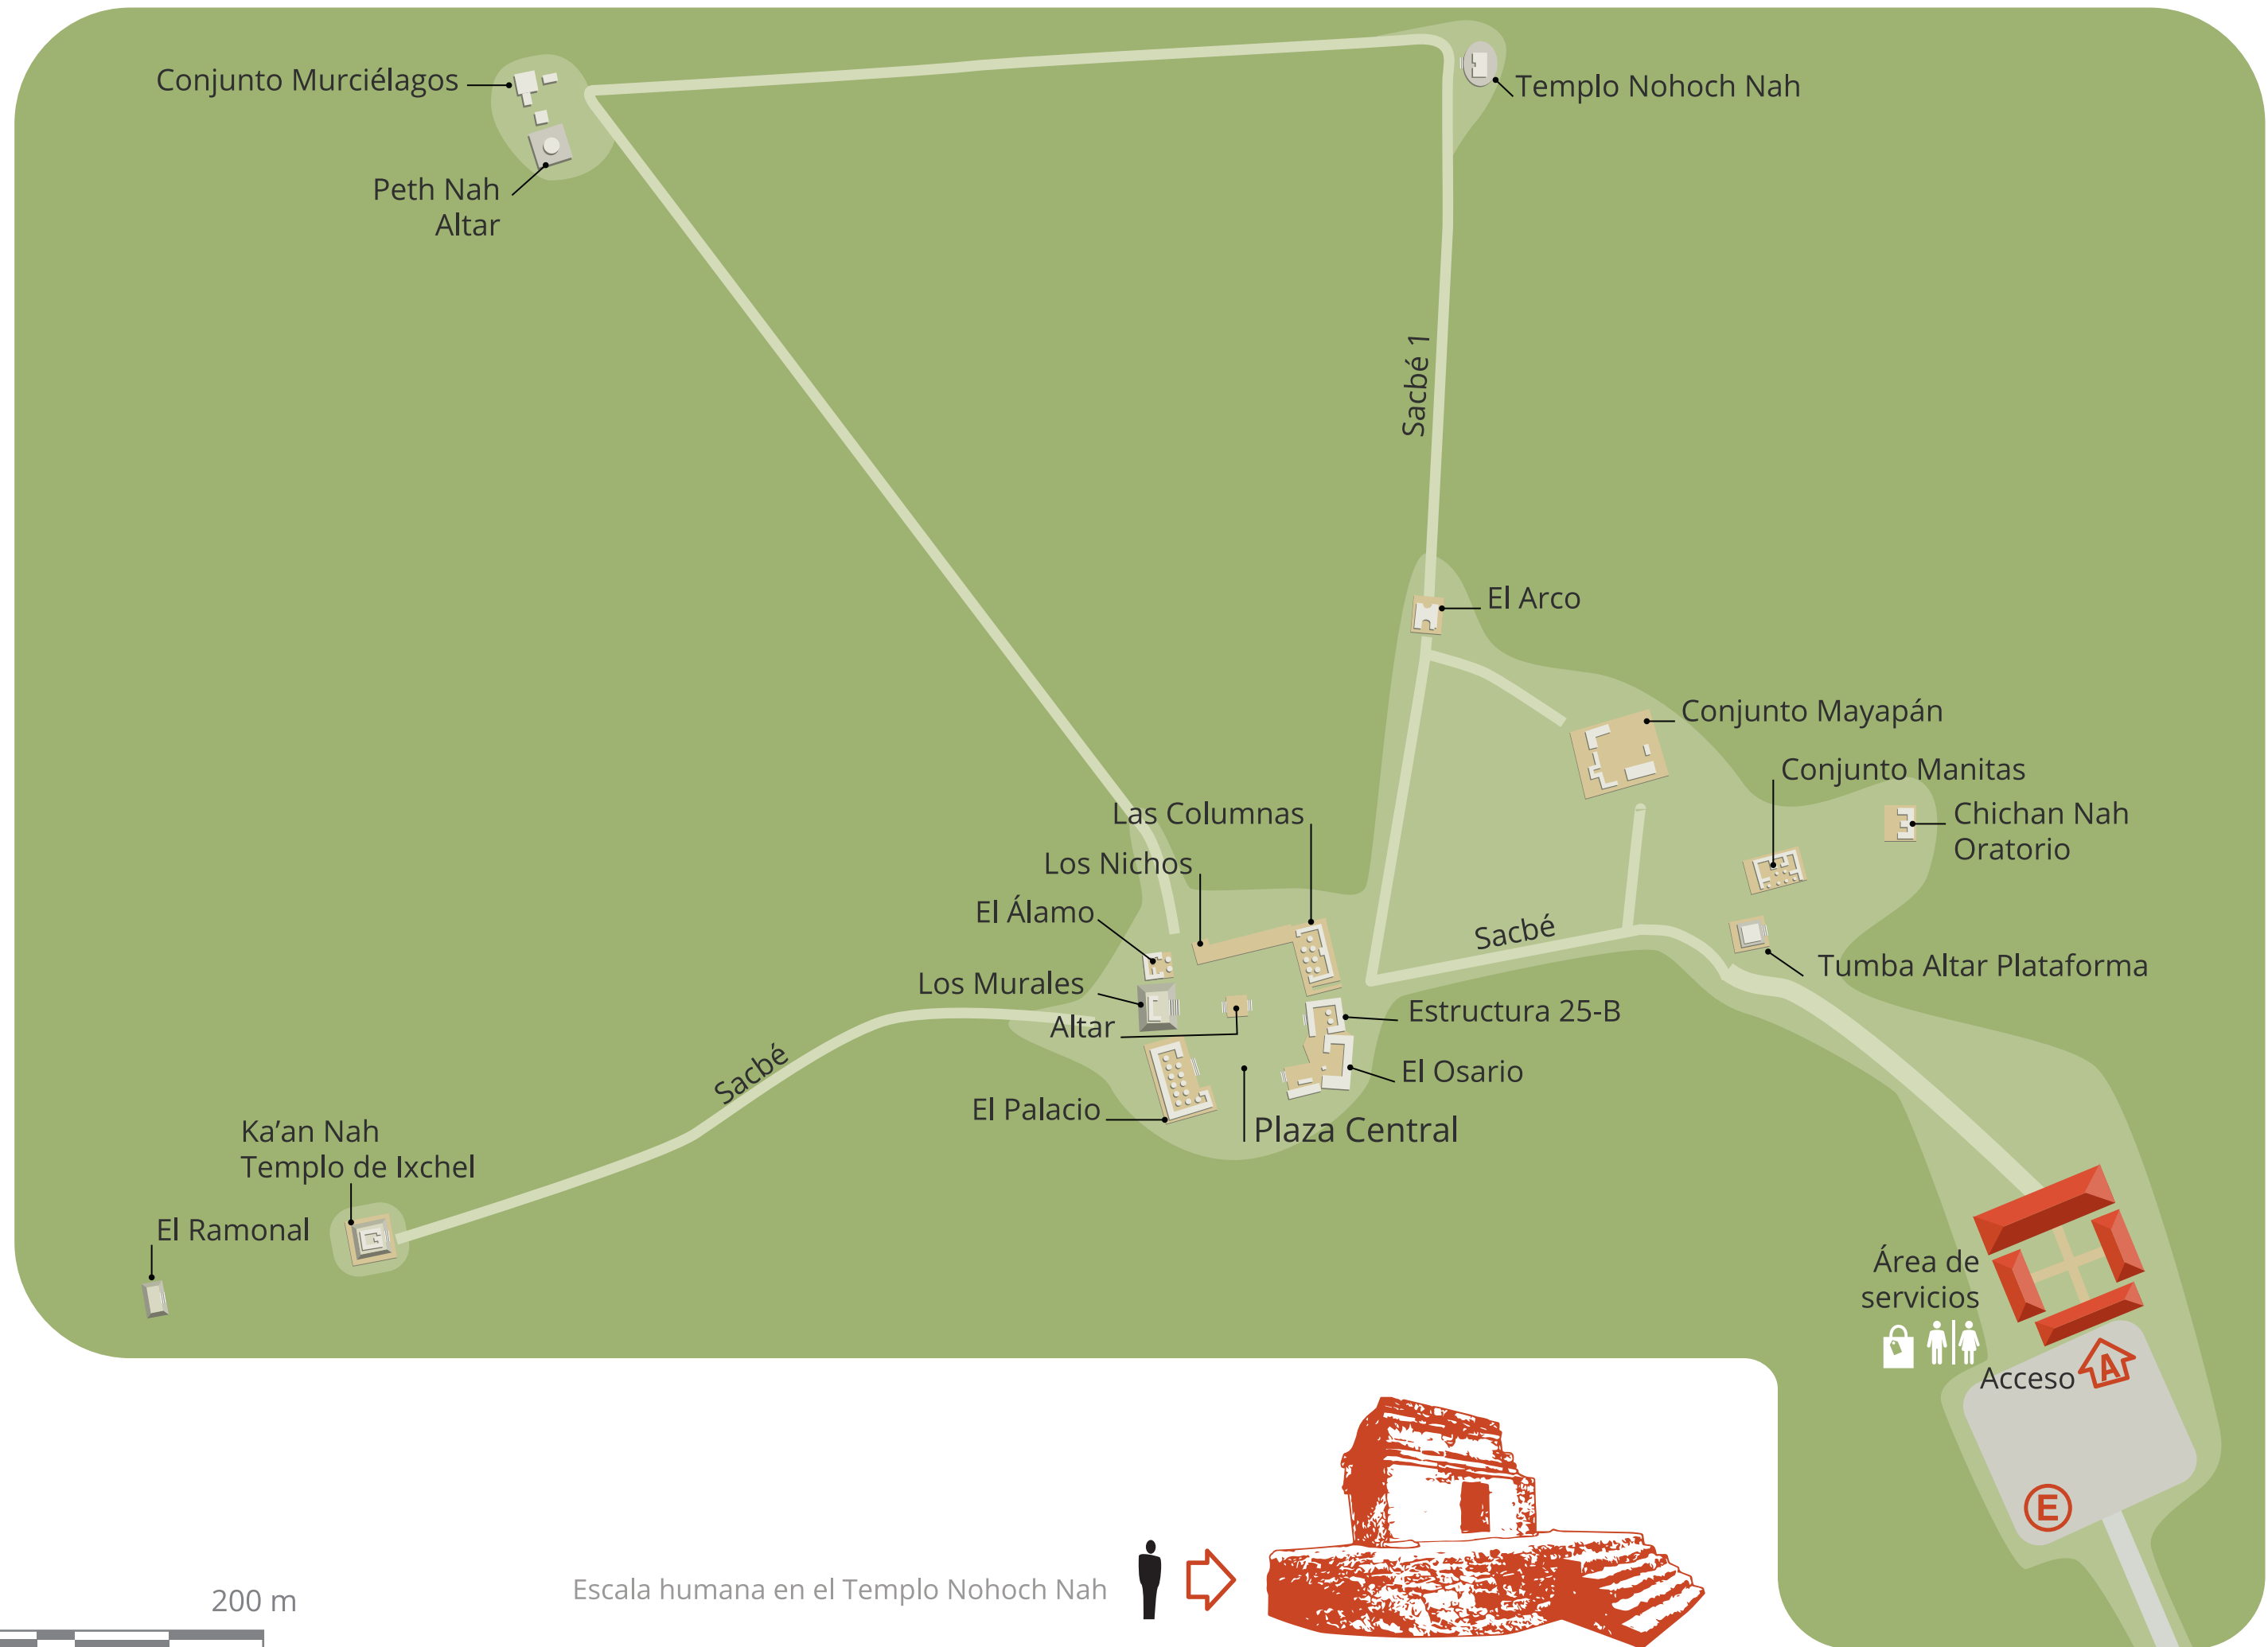 Conjunto Murciélagos
Templo Nohoch Nah
Peth Nah
Altar
Sacbé 1
El Arco
Conjunto Mayapán
Conjunto Manitas
Las Columnas
Chichan Nah
Oratorio
Los Nichos
El Álamo
Sacbé
Los Murales
Tumba Altar Plataforma
Altar
Estructura 25-B
Sacbé
El Osario
El Palacio
Plaza Central
Ka’an Nah
Templo de Ixchel
El Ramonal
Área de
servicios
Acceso
A
E
Escala humana en el Templo Nohoch Nah
200 m